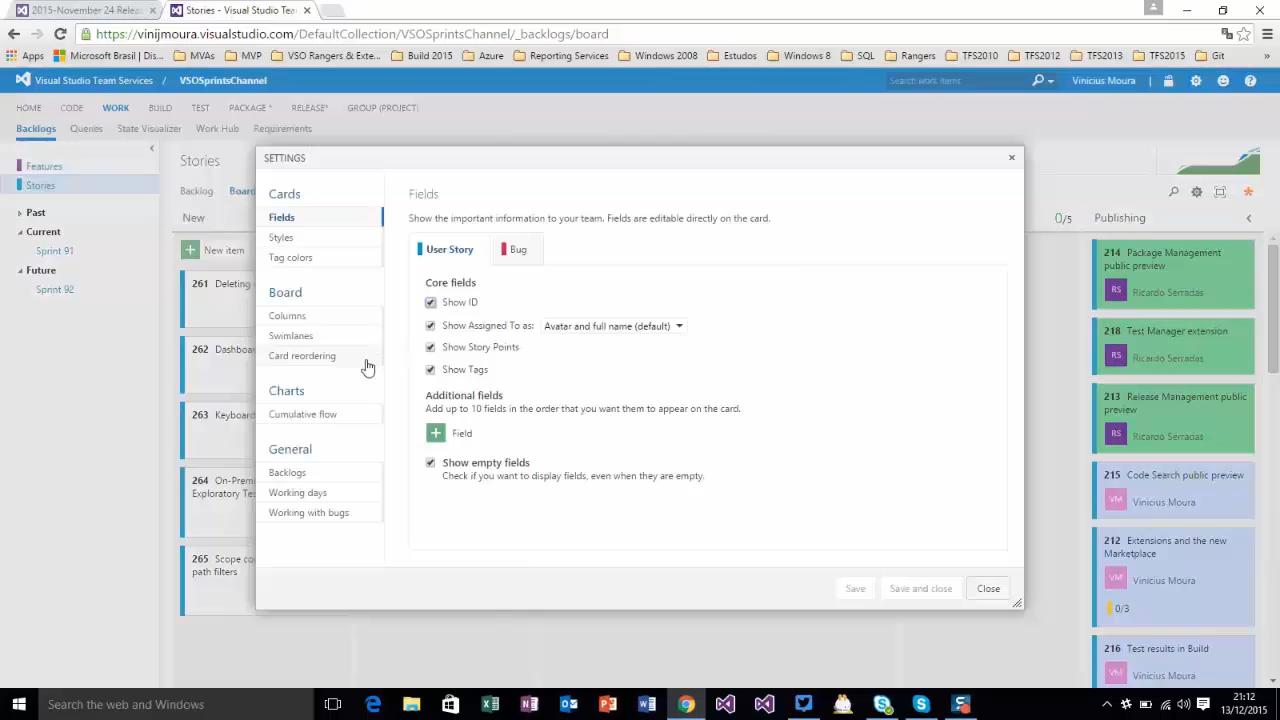 2015-November 24 Releas
Stories - Visual Studio Tea
https://vinijmoura.visualstudio.com/DefaultCollection/VSOSprintsChannel/_backlogs/board
Apps Microsoft Brasil | Dis... MVAs MVP VSO Rangers & Exte... Build 2015 Azure Reporting Services Windows 2008 Estudos Windows 8 SQL Rangers TFS2010 TFS2012 TFS2013 TFS2015 Git
Visual Studio Team Services / VSOSprintsChannel
Search work items
Vinicius Moura
HOME CODE WORK BUILD TEST PACKAGE* RELEASE* GROUP (PROJECT)
Backlogs Queries State Visualizer Work Hub Requirements
Features
Stories
Past
Current
Sprint 91
Future
Sprint 92
Stories
Backlog Board
New
New item
261 Deleting
262 Dashboa
263 Keyboard
264 On-Premi
Exploratory Te
265 Scope co
path filters
SETTINGS
Cards
Fields
Styles
Tag colors
Board
Columns
Swimlanes
Card reordering
Charts
Cumulative flow
General
Backlogs
Working days
Working with bugs
Fields
Show the important information to your team. Fields are editable directly on the card.
User Story Bug
Core fields
Show ID
Show Assigned To as: Avatar and full name (default)
Show Story Points
Show Tags
Additional fields
Add up to 10 fields in the order that you want them to appear on the card.
Field
Show empty fields
Check if you want to display fields, even when they are empty.
Save Save and close Close
0/5 Publishing
214 Package Management
public preview
RS Ricardo Serradas
218 Test Manager extension
RS Ricardo Serradas
213 Release Management public
preview
RS Ricardo Serradas
215 Code Search public preview
VM Vinicius Moura
212 Extensions and the new
Marketplace
VM Vinicius Moura
0/3
216 Test results in Build
VM Vinicius Moura
Search the web and Windows
21:12
13/12/2015